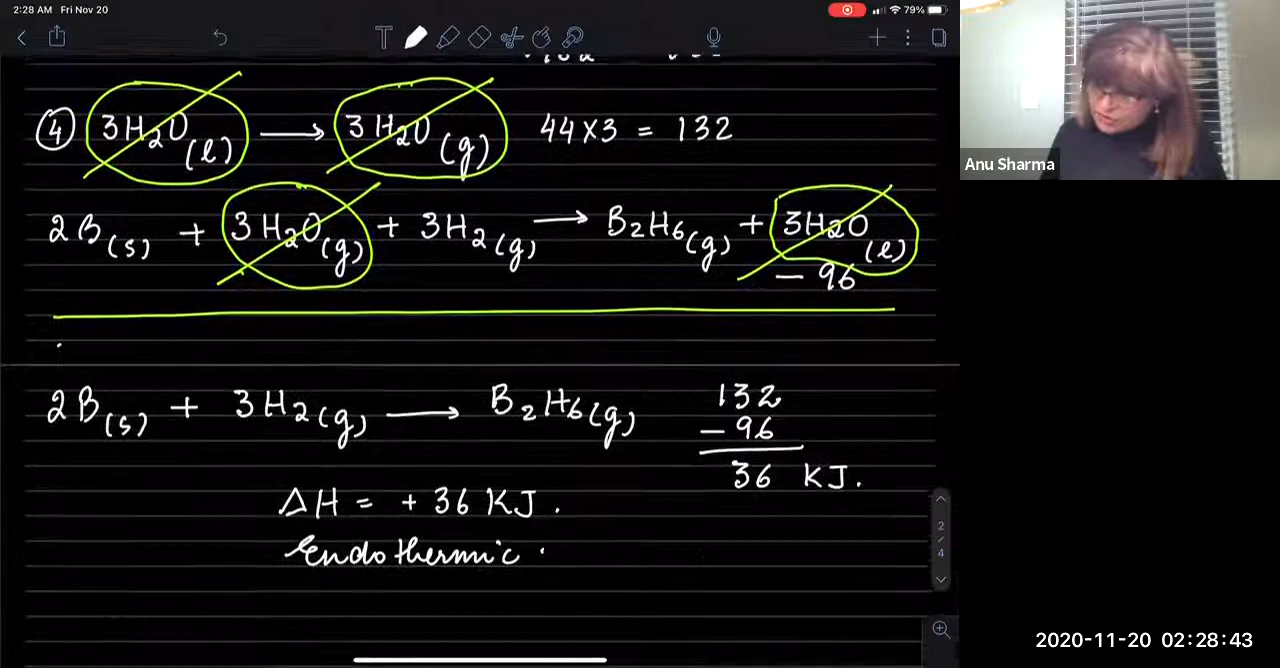 2:28 AM Fri Nov 20
79%
T
④ 3H₂O(l) → 3H₂O(g) 44×3 = 132
2B(s) + 3H₂O(g) + 3H₂(g) → B₂H₆(g) + 3H₂O(l)
- 96
2B(s) + 3H₂(g) → B₂H₆(g)
132
- 96
36 KJ.
ΔH = + 36 KJ.
Endothermic.
2
/
4
Anu Sharma
2020-11-20 02:28:43